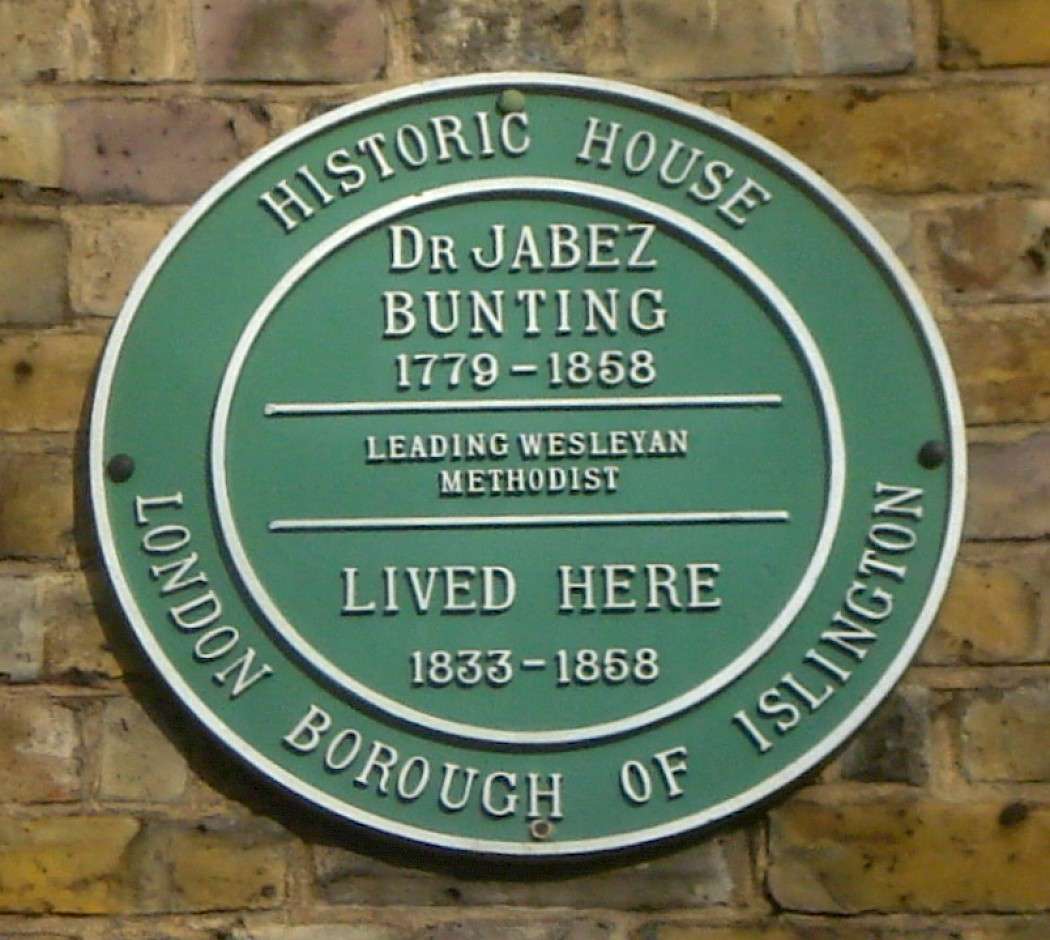 HISTORIC HOUSE
DR JABEZ
BUNTING
1779-1858
LEADING WESLEYAN
METHODIST
LIVED HERE
1833-1858
LONDON BOROUGH OF ISLINGTON